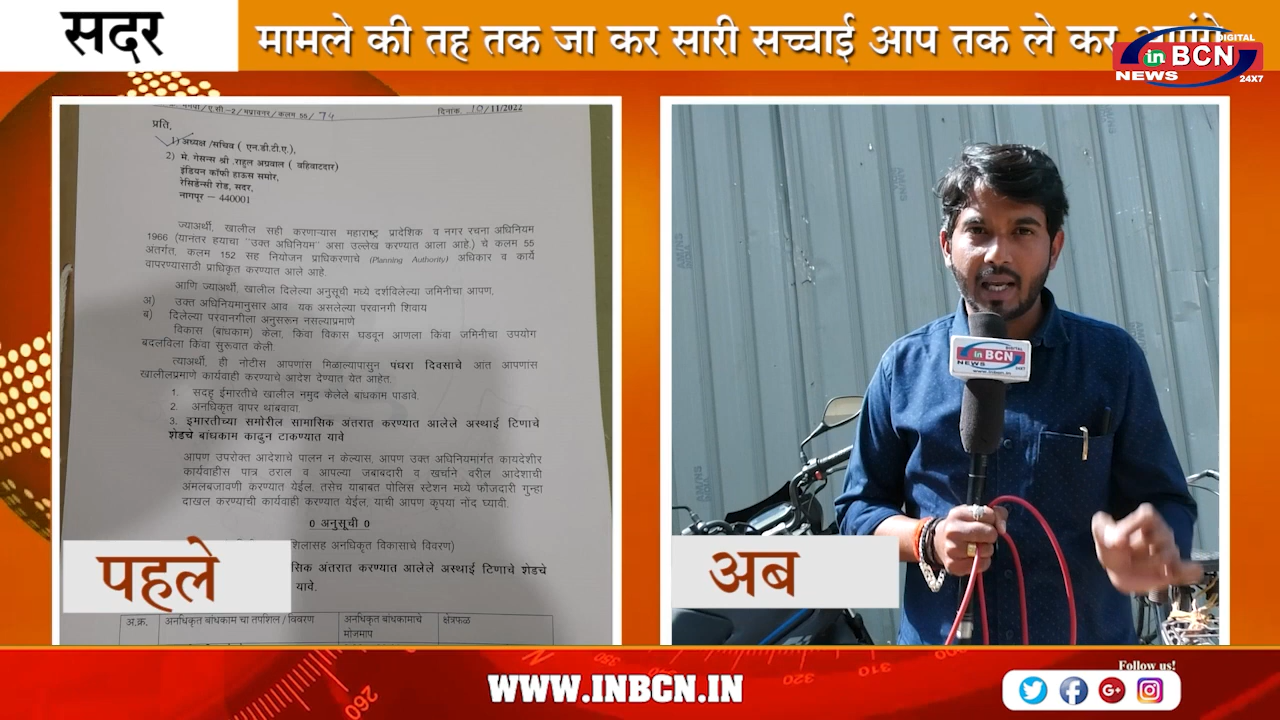 सदर
मामले की तह तक जा कर सारी सच्चाई आप तक ले कर
DIGITAL
in BCN
NEWS 24X7
दिनांक 10/11/2022
प्रति,
1) अध्यक्ष /सचिव ( एन.डी.टी.ए.),
2) मे. गेसन्स श्री .राहुल अग्रवाल ( वहिवाटदार)
इंडियन कॉफी हाऊस समोर,
रेसिडेन्सी रोड, सदर,
नागपूर – 440001
ज्याअर्थी, खालील सही करणाऱ्यास महाराष्ट्र प्रादेशिक व नगर रचना अधिनियम
1966 (यानंतर हयाचा "उक्त अधिनियम" असा उल्लेख करण्यात आला आहे.) चे कलम 55
अतर्गत, कलम 152 सह नियोजन प्राधिकरणाचे (Planning Authority) अधिकार व कार्य
वापरण्यासाठी प्राधिकृत करण्यात आले आहे.
आणि ज्याअर्थी, खालील दिलेल्या अनुसूची मध्ये दर्शविलेल्या जमिनीचा आपण,
अ) उक्त अधिनियमानुसार आव यक असलेल्या परवानगी शिवाय
ब) दिलेल्या परवानगीला अनुसरून नसल्याप्रमाणे
विकास (बांधकाम) केला, किंवा विकास घडवून आणला किंवा जमिनीचा उपयोग
बदलविला किंवा सुरूवात केली.
त्याअर्थी, ही नोटीस आपणांस मिळाल्यापासुन पंधरा दिवसाचे आंत आपणांस
खालीलप्रमाणे कार्यवाही करण्याचे आदेश देण्यात येत आहेत.
1. सदहू ईमारतीचे खालील नमुद केलेले बांधकाम पाडावे.
2. अनधिकृत वापर थांबवावा
3. इमारतीच्या समोरील सामासिक अंतरात करण्यात आलेले अस्थाई टिणाचे
शेडचे बांधकाम काढुन टाकण्यात यावे
आपण उपरोक्त आदेशाचे पालन न केल्यास, आपण उक्त अधिनियमांर्गत कायदेशीर
कार्यवाहीस पात्र ठराल व आपल्या जबाबदारी व खर्चाने वरील आदेशाची
अंमलबजावणी करण्यात येईल. तसेच याबाबत पोलिस स्टेशन मध्ये फौजदारी गुन्हा
दाखल करण्याची कार्यवाही करण्यात येईल, याची आपण कृपया नोंद घ्यावी.
0 अनुसूची 0
अनधिकृत विकासाचे विवरण)
अंतरात करण्यात आलेले अस्थाई टिणाचे शेडचे
यावे.
अ.क्र. अनधिकृत बांधकाम चा तपशिल / विवरण अनधिकृत बांधकामाचे क्षेत्रफळ
मोजमाप
पहले
DIGITAL
in BCN
NEWS 24X7
www.inbcn.in
अब
WWW.INBCN.IN
Follow us!